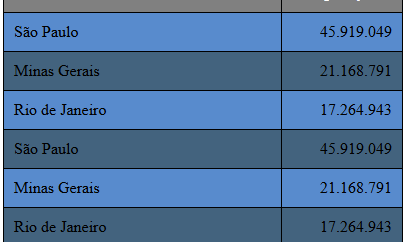 São Paulo 45.919.049
Minas Gerais 21.168.791
Rio de Janeiro 17.264.943
São Paulo 45.919.049
Minas Gerais 21.168.791
Rio de Janeiro 17.264.943